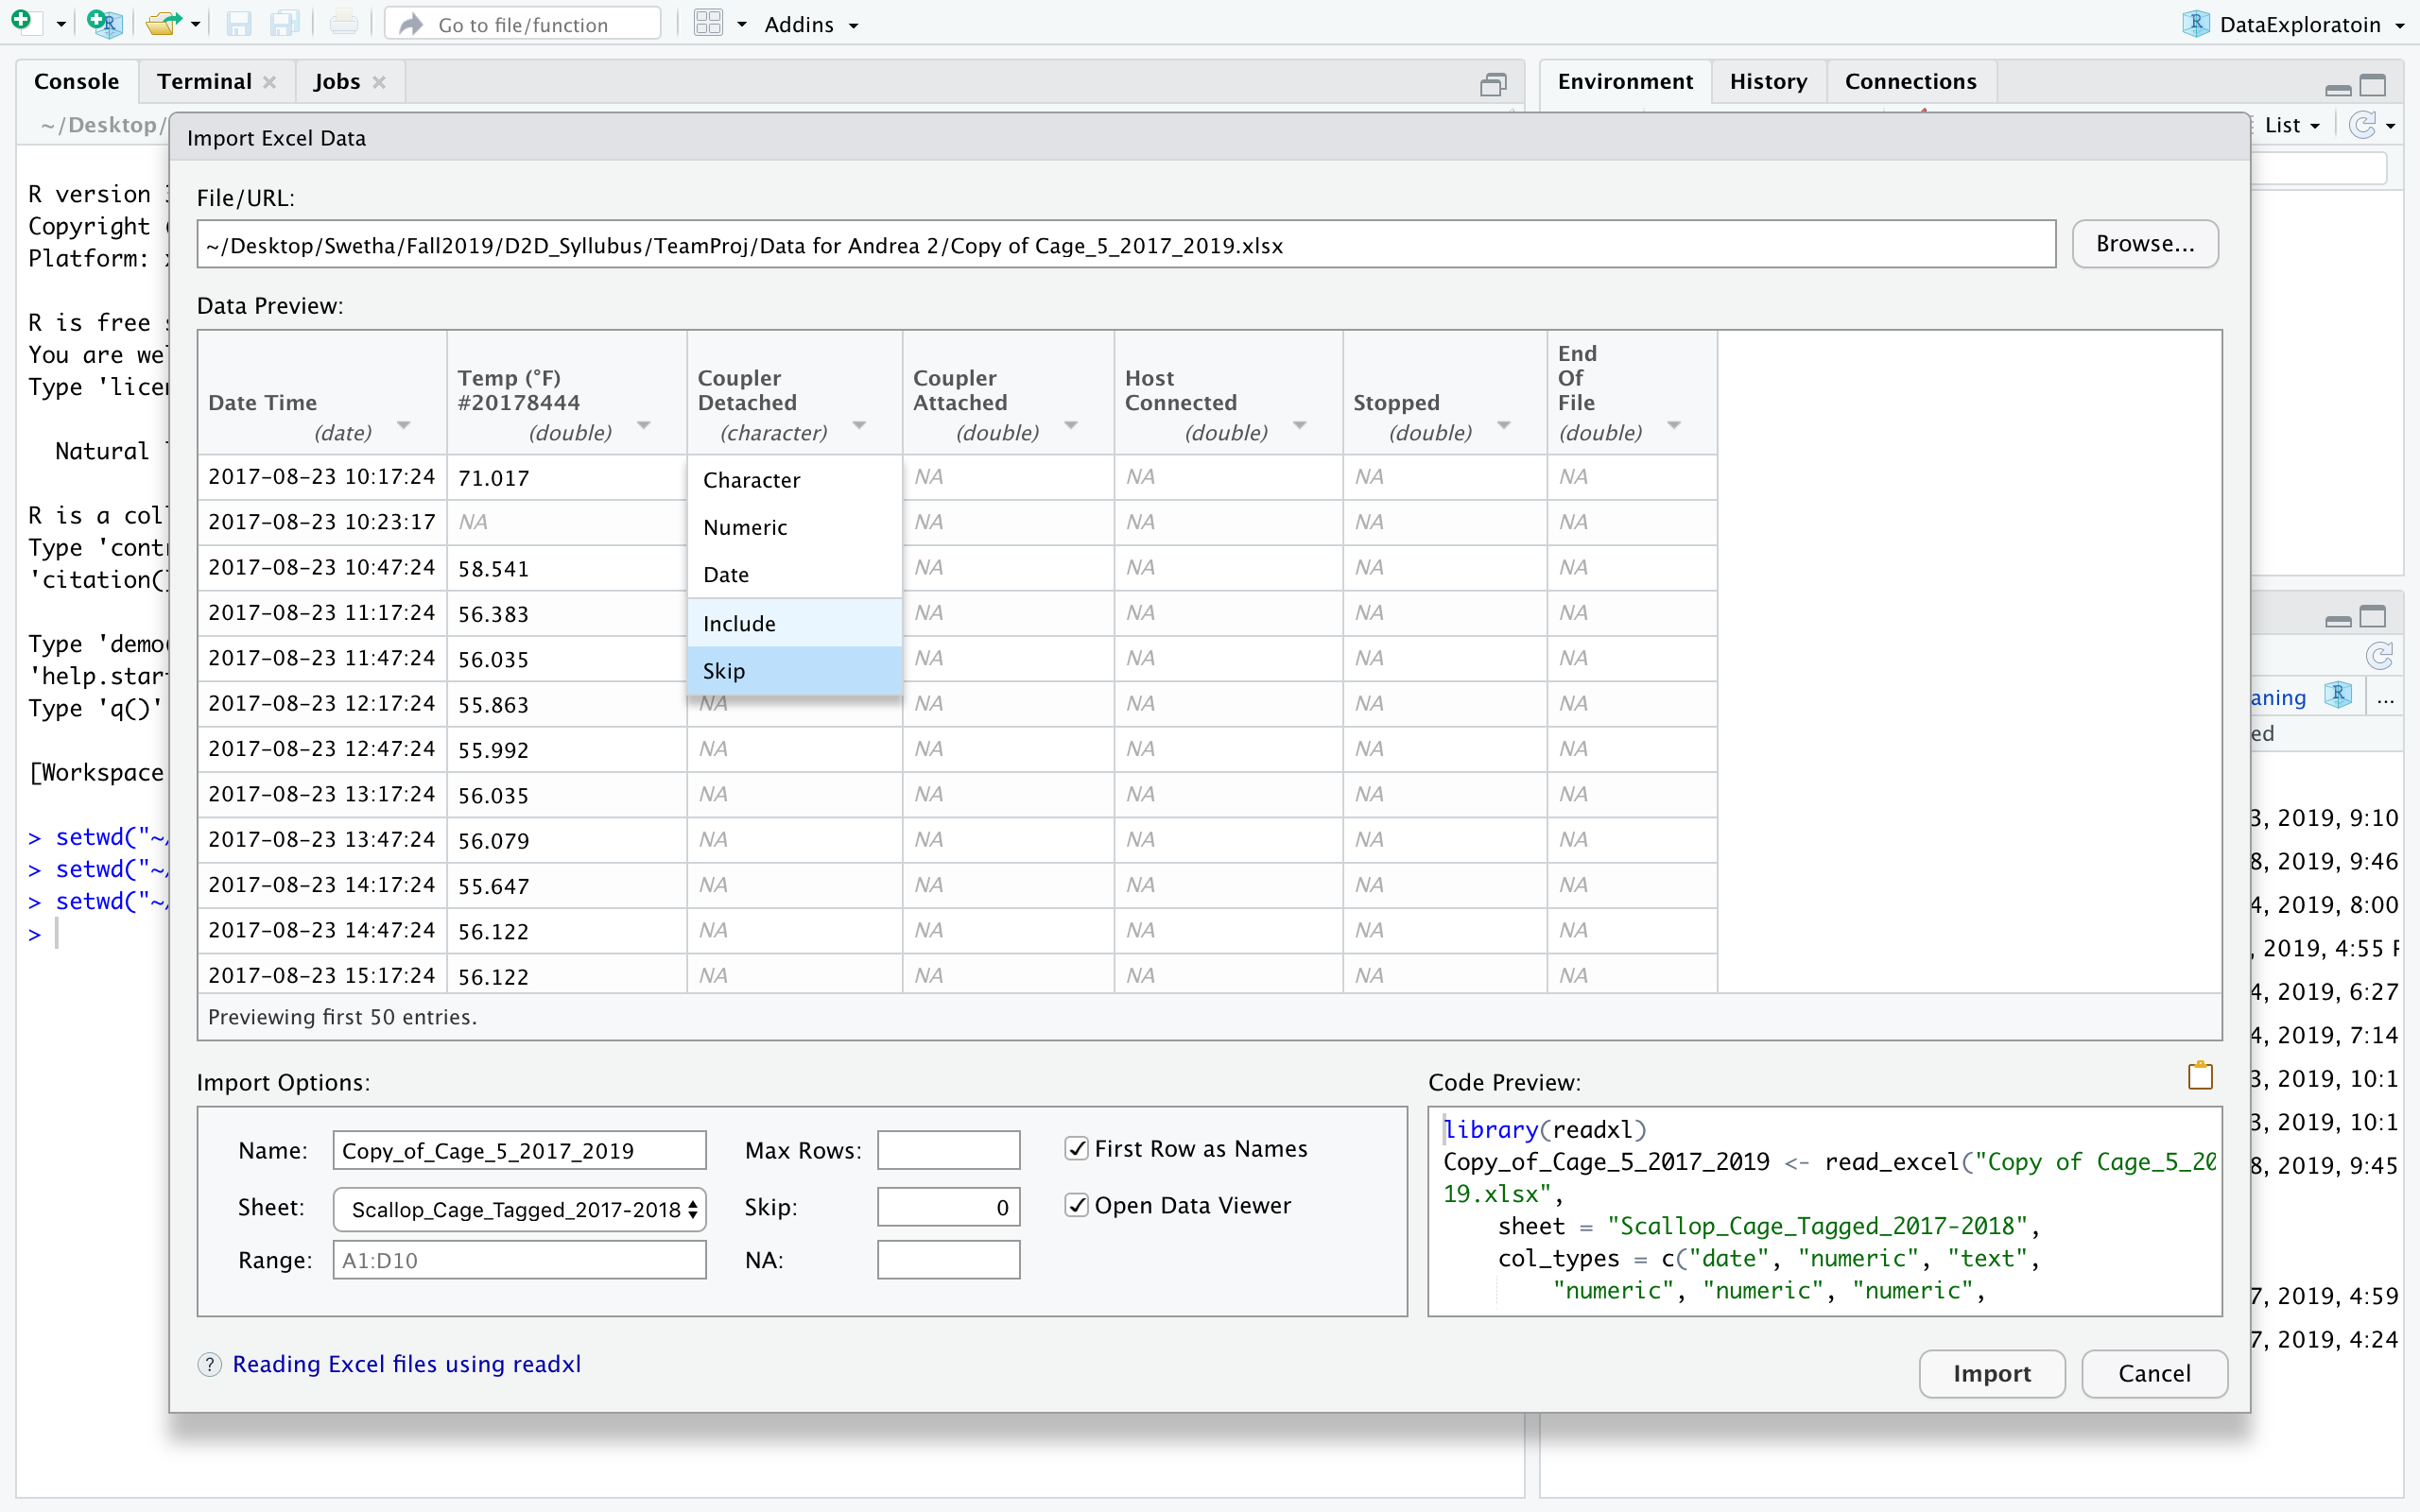 Go to file/function
Addins
DataExploratoin
Console
Terminal
Jobs
Environment
History
Connections
~/Desktop/
List
Import Excel Data
R version
Copyright
Platform:
R is free
You are
Type
Natural
R is a
Type
'citation()
Type
'help.star
Type 'q()'
[Workspace
> setwd("~/
> setwd("~/
> setwd("~/
>
File/URL:
~/Desktop/Swetha/Fall2019/D2D_Syllubus/TeamProj/Data for Andrea 2/Copy of Cage_5_2017_2019.xlsx
Browse...
Data Preview:
Date Time (date)
Temp (°F) #20178444 (double)
Coupler Detached (character)
Coupler Attached (double)
Host Connected (double)
Stopped (double)
End Of File (double)
2017-08-23 10:17:24 71.017 NA NA NA NA
2017-08-23 10:23:17 NA NA NA NA NA
2017-08-23 10:47:24 58.541 NA NA NA NA
2017-08-23 11:17:24 56.383 NA NA NA NA
2017-08-23 11:47:24 56.035 NA NA NA NA
2017-08-23 12:17:24 55.863 NA NA NA NA NA
2017-08-23 12:47:24 55.992 NA NA NA NA NA
2017-08-23 13:17:24 56.035 NA NA NA NA NA
2017-08-23 13:47:24 56.079 NA NA NA NA NA
2017-08-23 14:17:24 55.647 NA NA NA NA NA
2017-08-23 14:47:24 56.122 NA NA NA NA NA
2017-08-23 15:17:24 56.122 NA NA NA NA NA
Character
Numeric
Date
Include
Skip
Previewing first 50 entries.
Import Options:
Name: Copy_of_Cage_5_2017_2019
Sheet: Scallop_Cage_Tagged_2017-2018
Range: A1:D10
Max Rows:
Skip: 0
NA:
First Row as Names
Open Data Viewer
Code Preview:
library(readxl)
Copy_of_Cage_5_2017_2019 <- read_excel("Copy of Cage_5_20
19.xlsx",
sheet = "Scallop_Cage_Tagged_2017-2018",
col_types = c("date", "numeric", "text",
"numeric", "numeric", "numeric",
? Reading Excel files using readxl
Import
Cancel
aning
...
ed
3, 2019, 9:10
8, 2019, 9:46
4, 2019, 8:00
, 2019, 4:55
4, 2019, 6:27
4, 2019, 7:14
3, 2019, 10:1
3, 2019, 10:1
8, 2019, 9:45
7, 2019, 4:59
7, 2019, 4:24